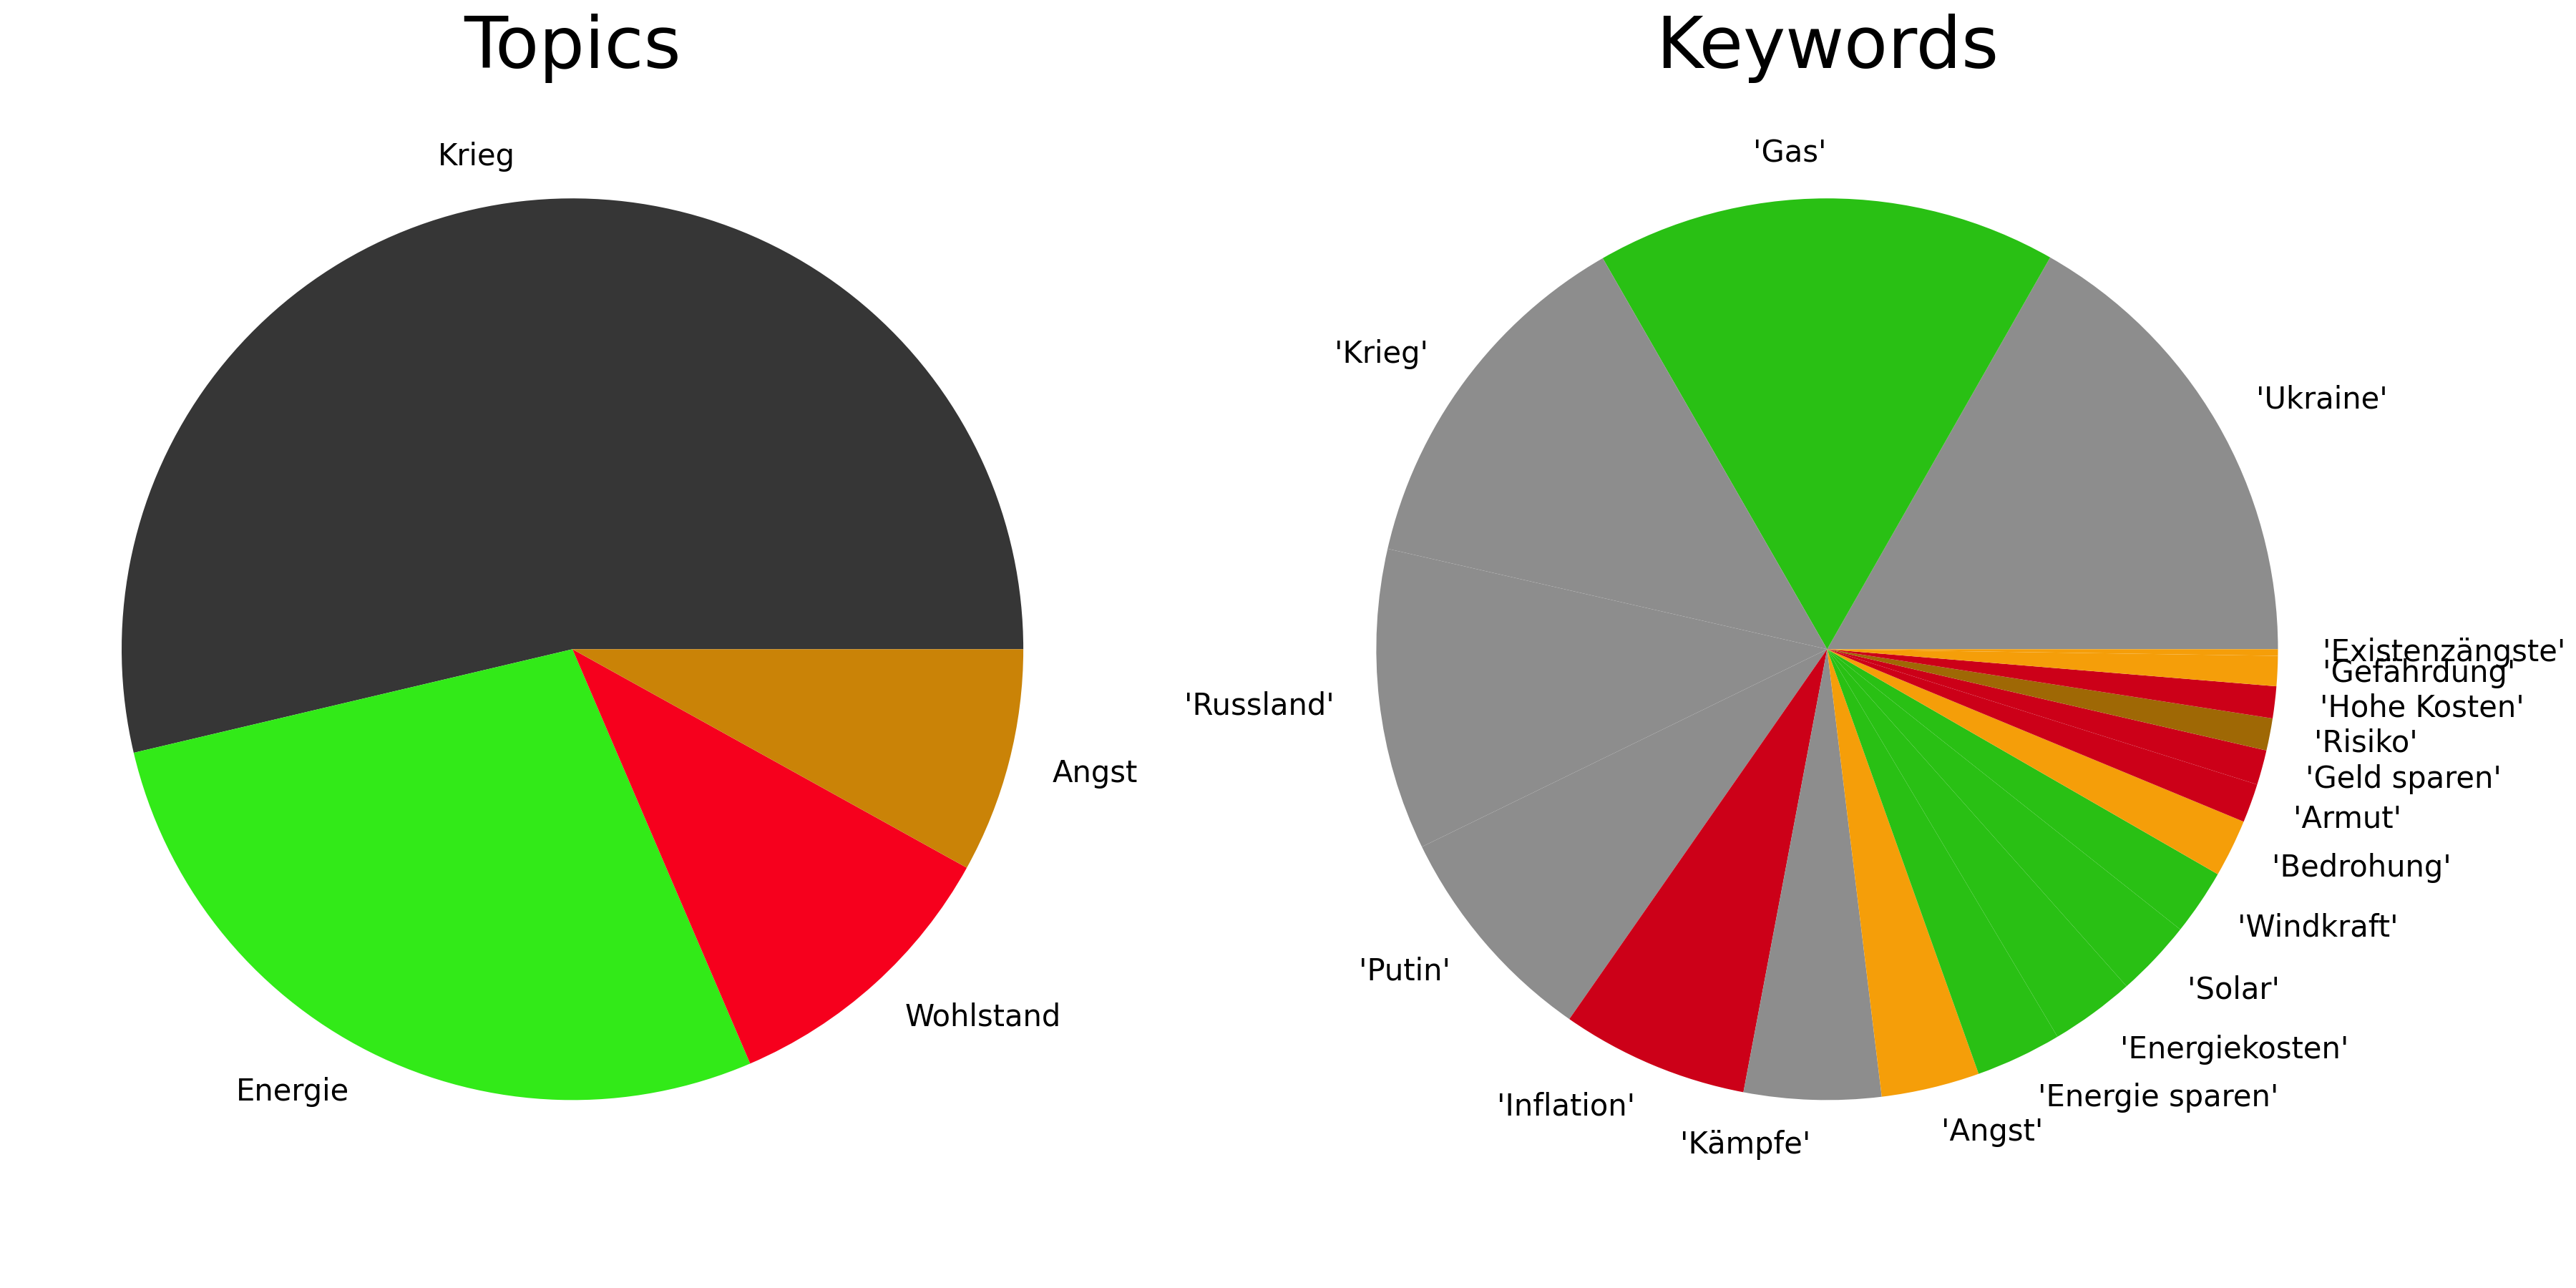 Topics
Krieg
Energie
Wohlstand
Angst
Keywords
'Ukraine'
'Gas'
'Krieg'
'Russland'
'Putin'
'Inflation'
'Kämpfe'
'Angst'
'Energie sparen'
'Energiekosten'
'Solar'
'Windkraft'
'Bedrohung'
'Armut'
'Geld sparen'
'Risiko'
'Hohe Kosten'
'Gefährdung'
'Existenzängste'